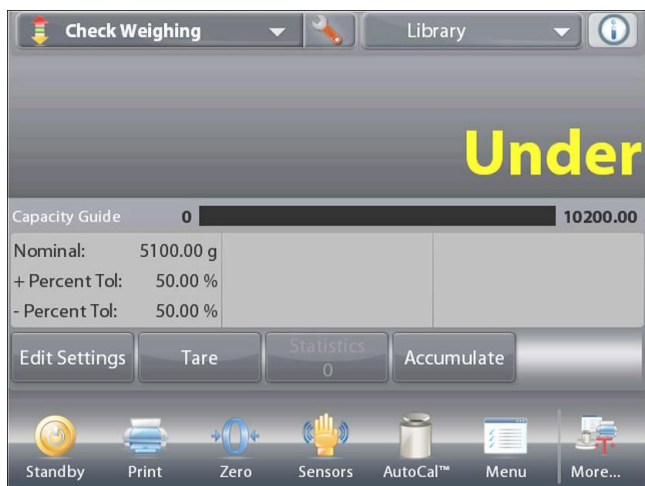 Check Weighing Library
Under
Capacity Guide 0 10200.00
Nominal: 5100.00 g
+ Percent Tol: 50.00 %
- Percent Tol: 50.00 %
Edit Settings Tare Statistics 0 Accumulate
Standby Print Zero Sensors AutoCal™ Menu More...